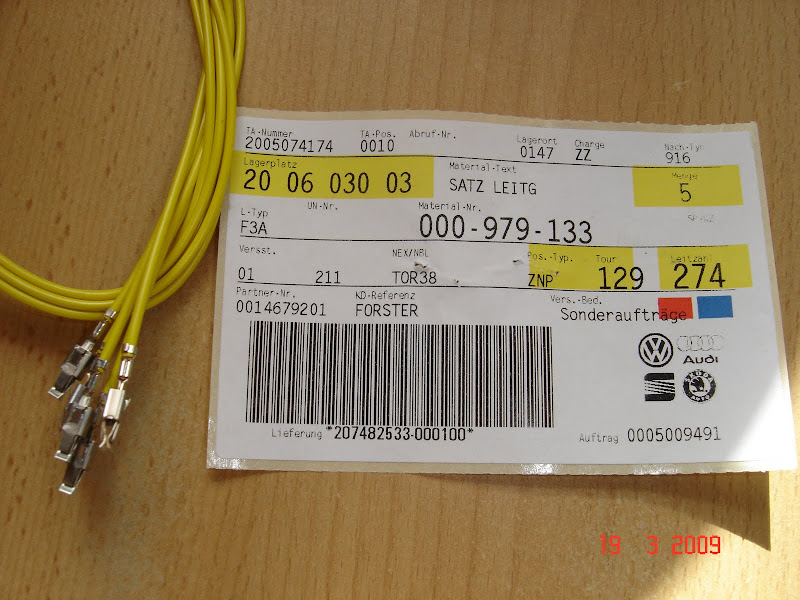 TA-Nummer TA-Pos. Abruf-Nr. Lagerort Charge Nach-Typ
2005074174 0010 0147 ZZ 916
Lagerplatz Material-Text Menge
20 06 030 03 SATZ LEITG 5
L-Typ UN-Nr. Material-Nr.
F3A 000-979-133
Versst. NEX/NBL Pos.-Typ. Tour Leitzahl
01 211 TOR38 ZNP 129 274
Partner-Nr. KD-Referenz Vers.-Bed.
0014679201 FORSTER Sonderaufträge
Audi
SKODA
AUTO
Lieferung *207482533-000100* Auftrag 0005009491
19 3 2009